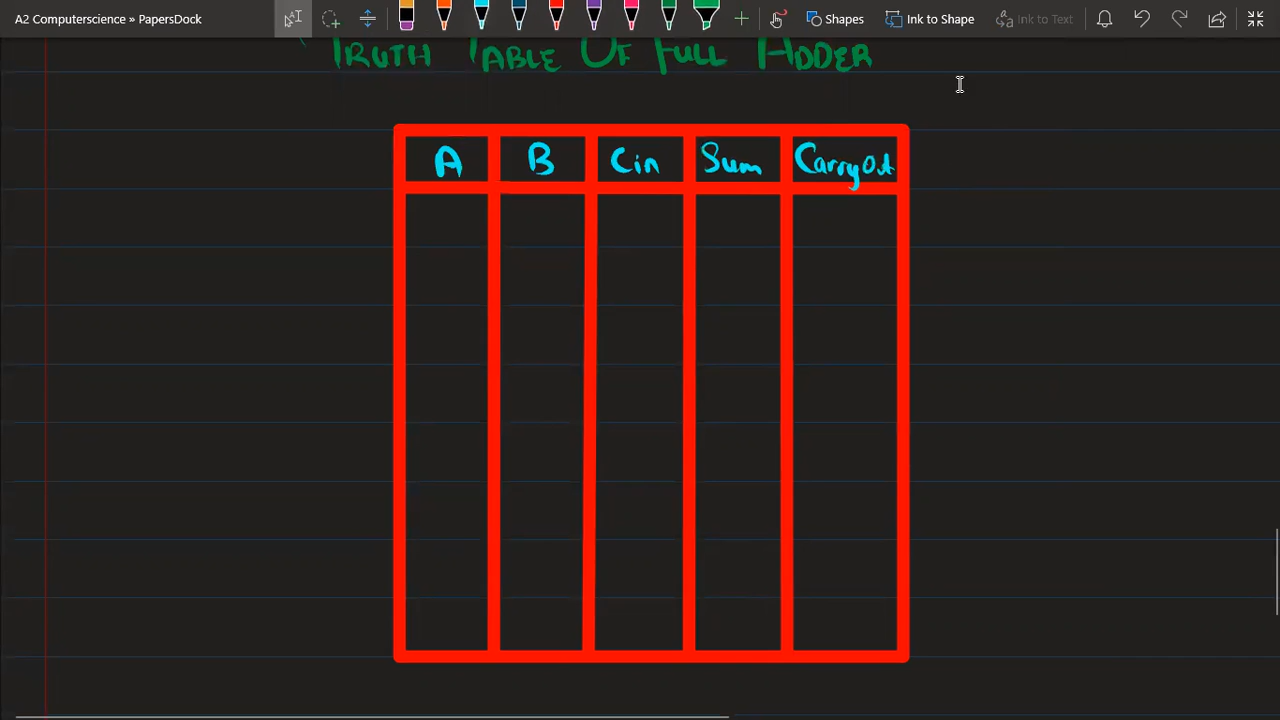 A2 Computerscience » PapersDock
Shapes
Ink to Shape
Ink to Text
TRUTH TABLE OF FULL ADDER
A B Cin Sum CarryOut